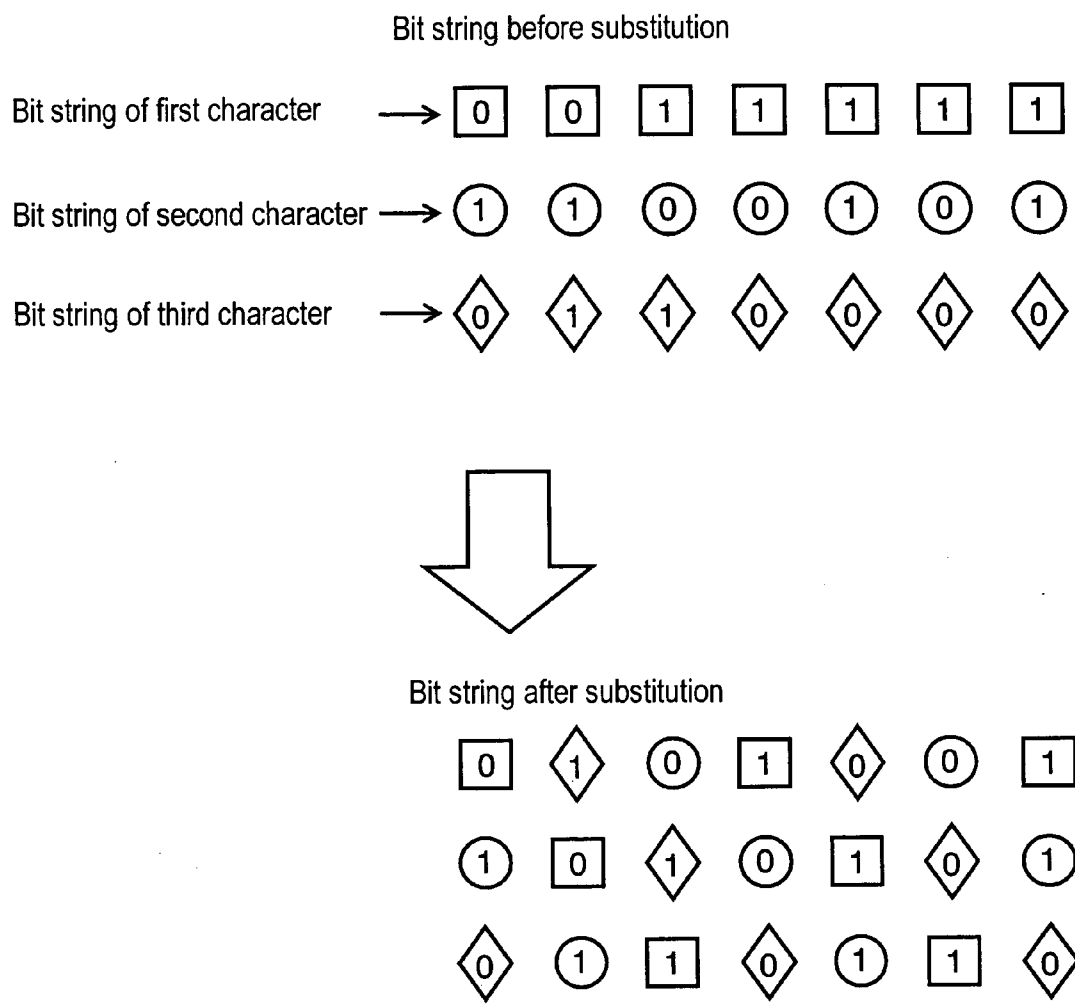 Bit string before substitution
Bit string of first character 0 0 1 1 1 1 1
Bit string of second character 1 1 0 0 1 0 1
Bit string of third character 0 1 1 0 0 0 0
Bit string after substitution
0 1 0 1 0 0 1
1 0 1 0 1 0 1
0 1 1 0 1 1 0